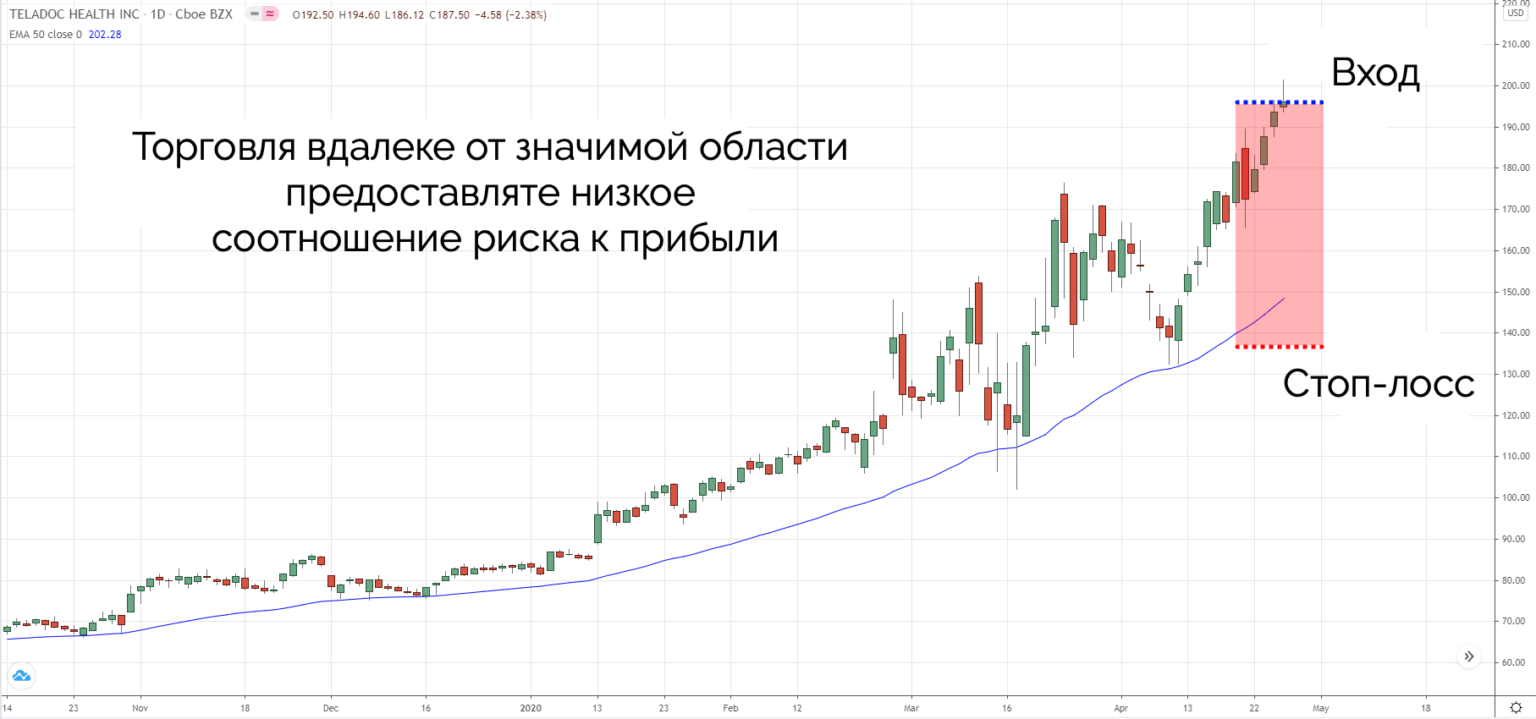 TELADOC HEALTH INC · 1D · Cboe BZX O192.50 H194.60 L186.12 C187.50 −4.58 (−2.38%)
EMA 50 close 0 202.28
220.00
USD
210.00
Вход
200.00
190.00
Торговля вдалеке от значимой области
предоставляте низкое
соотношение риска к прибыли
180.00
170.00
160.00
150.00
140.00
130.00
Стоп-лосс
120.00
110.00
100.00
90.00
80.00
70.00
60.00
14 23 Nov 18 Dec 16 2020 13 23 Feb 12 Mar 16 Apr 13 22 May 18